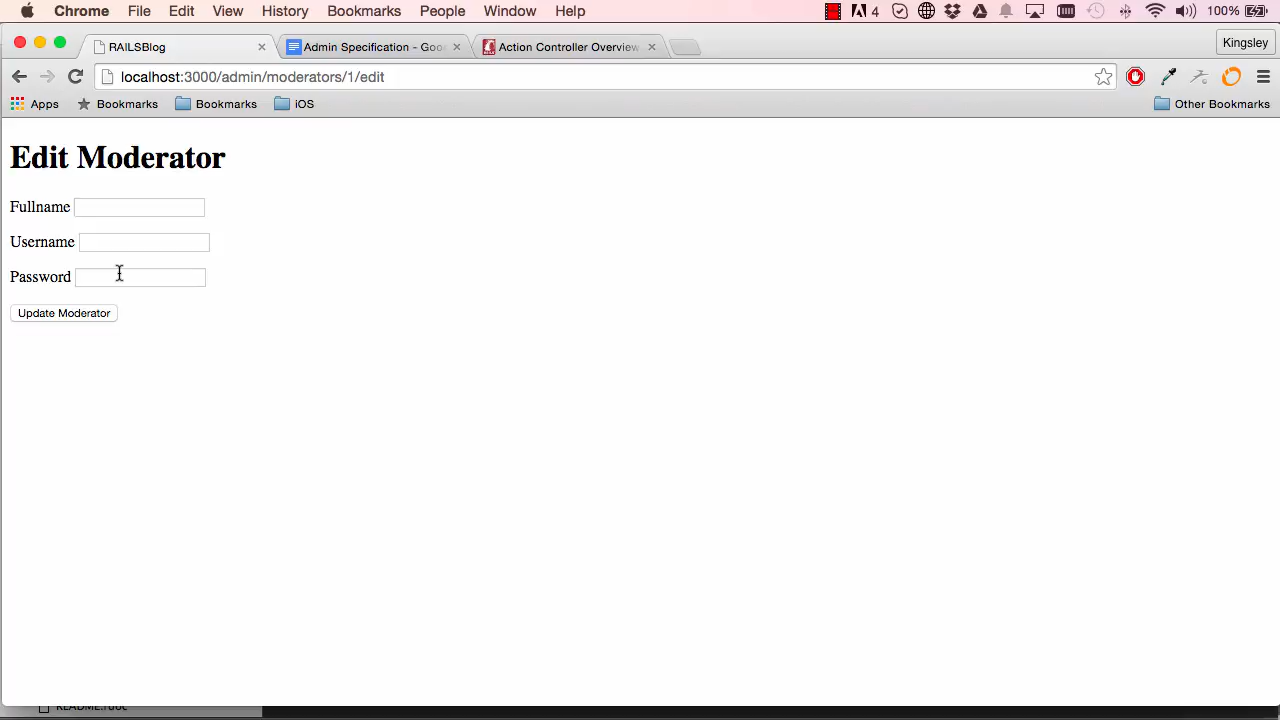 Chrome File Edit View History Bookmarks People Window Help 4 100%
RAILSBlog Admin Specification - Goo Action Controller Overview Kingsley
localhost:3000/admin/moderators/1/edit
Apps Bookmarks Bookmarks iOS Other Bookmarks
Edit Moderator
Fullname
Username
Password
Update Moderator
README.rdoc